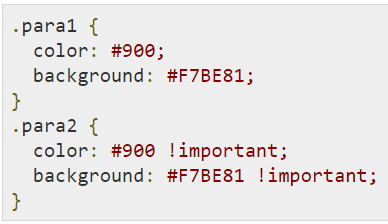 .para1 {
  color: #900;
  background: #F7BE81;
}
.para2 {
  color: #900 !important;
  background: #F7BE81 !important;
}